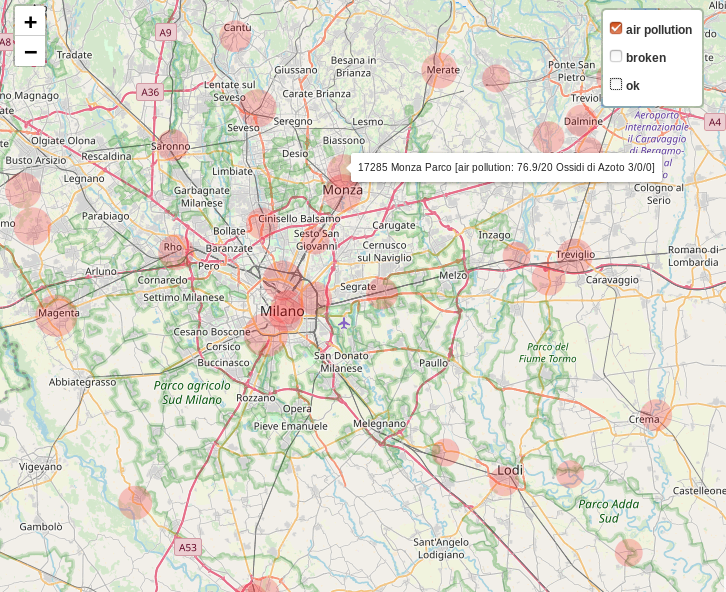 +
−
air pollution
broken
ok
Cantù
A9
A8
Tradate
Giussano
Besana in
Brianza
Merate
Ponte San
Pietro
A36
Lentate sul
Seveso
Carate Brianza
no Magnago
Seveso
Seregno
Lesmo
Dalmine
A4
Aeroporto
internazionale
il Caravaggio
di Bergamo-
Olgiate Olona
Saronno
Biassono
Rescaldina
Desio
Busto Arsizio
Limbiate
17285 Monza Parco [air pollution: 76.9/20 Ossidi di Azoto 3/0/0]
Legnano
Garbagnate
Milanese
Monza
Cologno al
Serio
Parabiago
Cinisello Balsamo
Bollate
Sesto San
Giovanni
Carugate
Inzago
Rho
Baranzate
Cernusco
sul Naviglio
Treviglio
Romano di
Lombardia
Pero
Arluno
Cornaredo
Melzo
Caravaggio
Settimo Milanese
Segrate
Magenta
Milano
Cesano Boscone
Corsico
Buccinasco
San Donato
Milanese
Paullo
Parco del
Fiume Tormo
Abbiategrasso
Parco agricolo
Sud Milano
Rozzano
Opera
Pieve Emanuele
Melegnano
Crema
Vigevano
Lodi
Castelleone
Parco Adda
Sud
Gambolò
A53
Sant'Angelo
Lodigiano